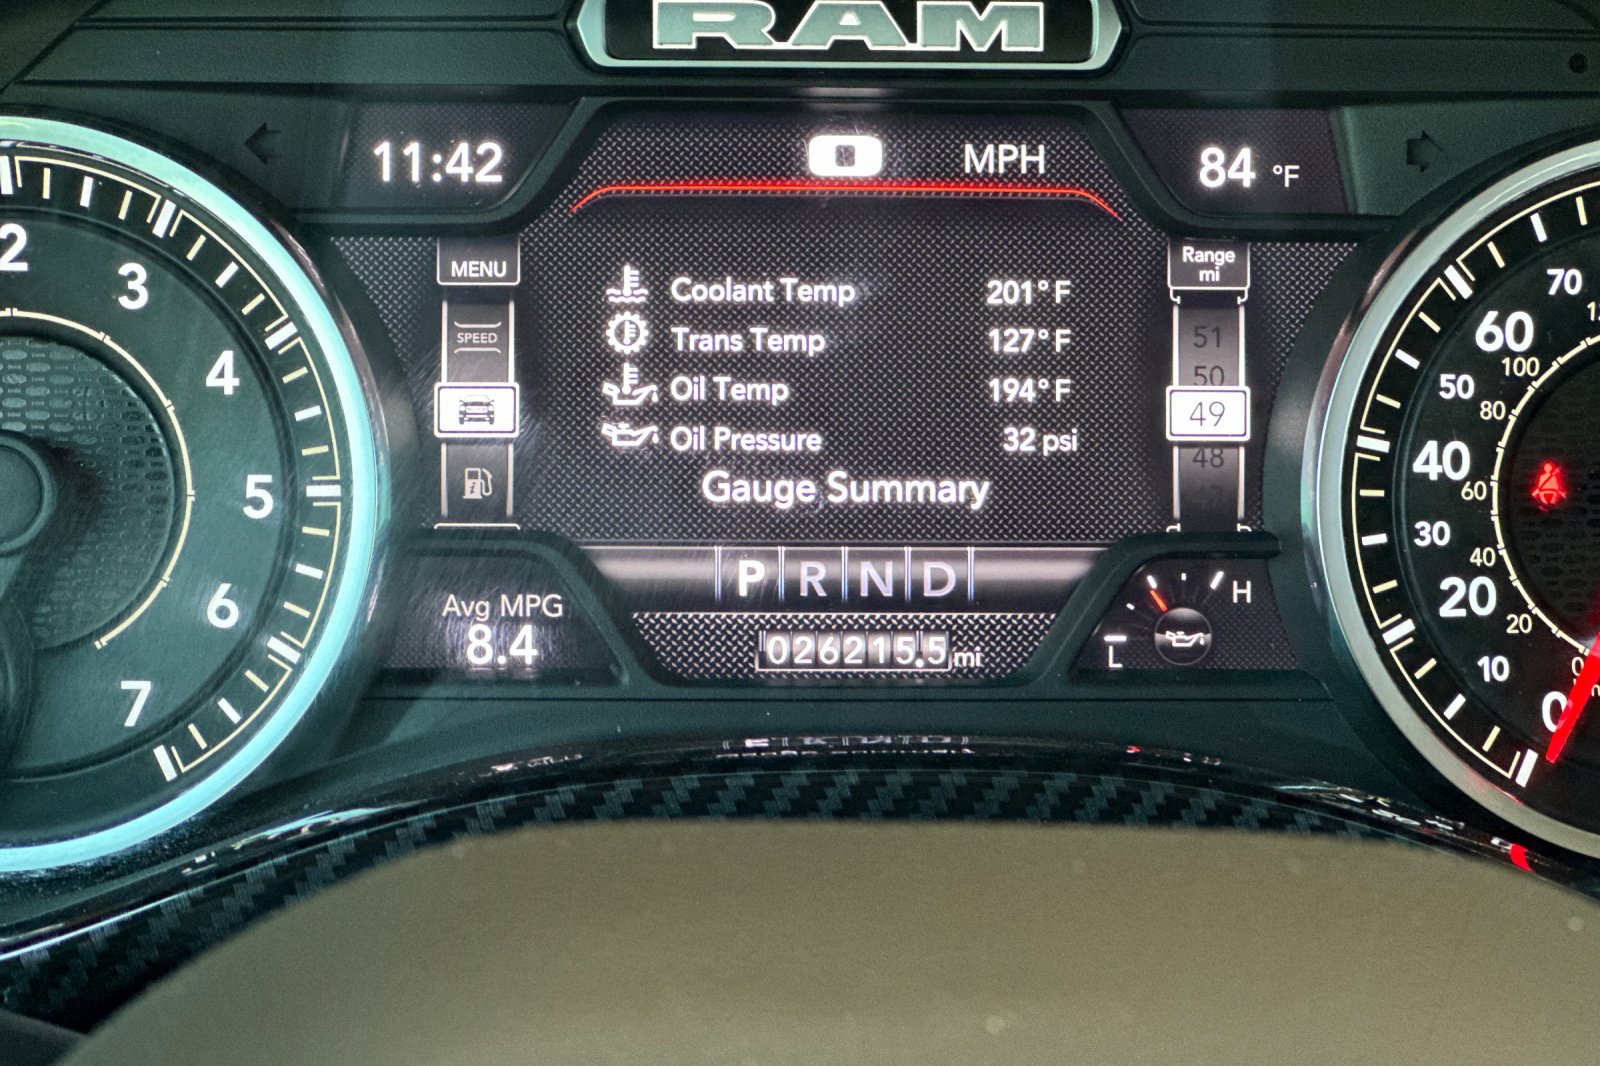 RAM
11:42
0 MPH
84 °F
MENU
Range
mi
SPEED
Coolant Temp 201°F
Trans Temp 127°F
Oil Temp 194°F
Oil Pressure 32 psi
Gauge Summary
51
50
49
48
P R N D
Avg MPG
8.4
026215.5 mi
L
H
2
3
4
5
6
7
70
60
50
40
30
20
10
0
100
80
60
40
20
0